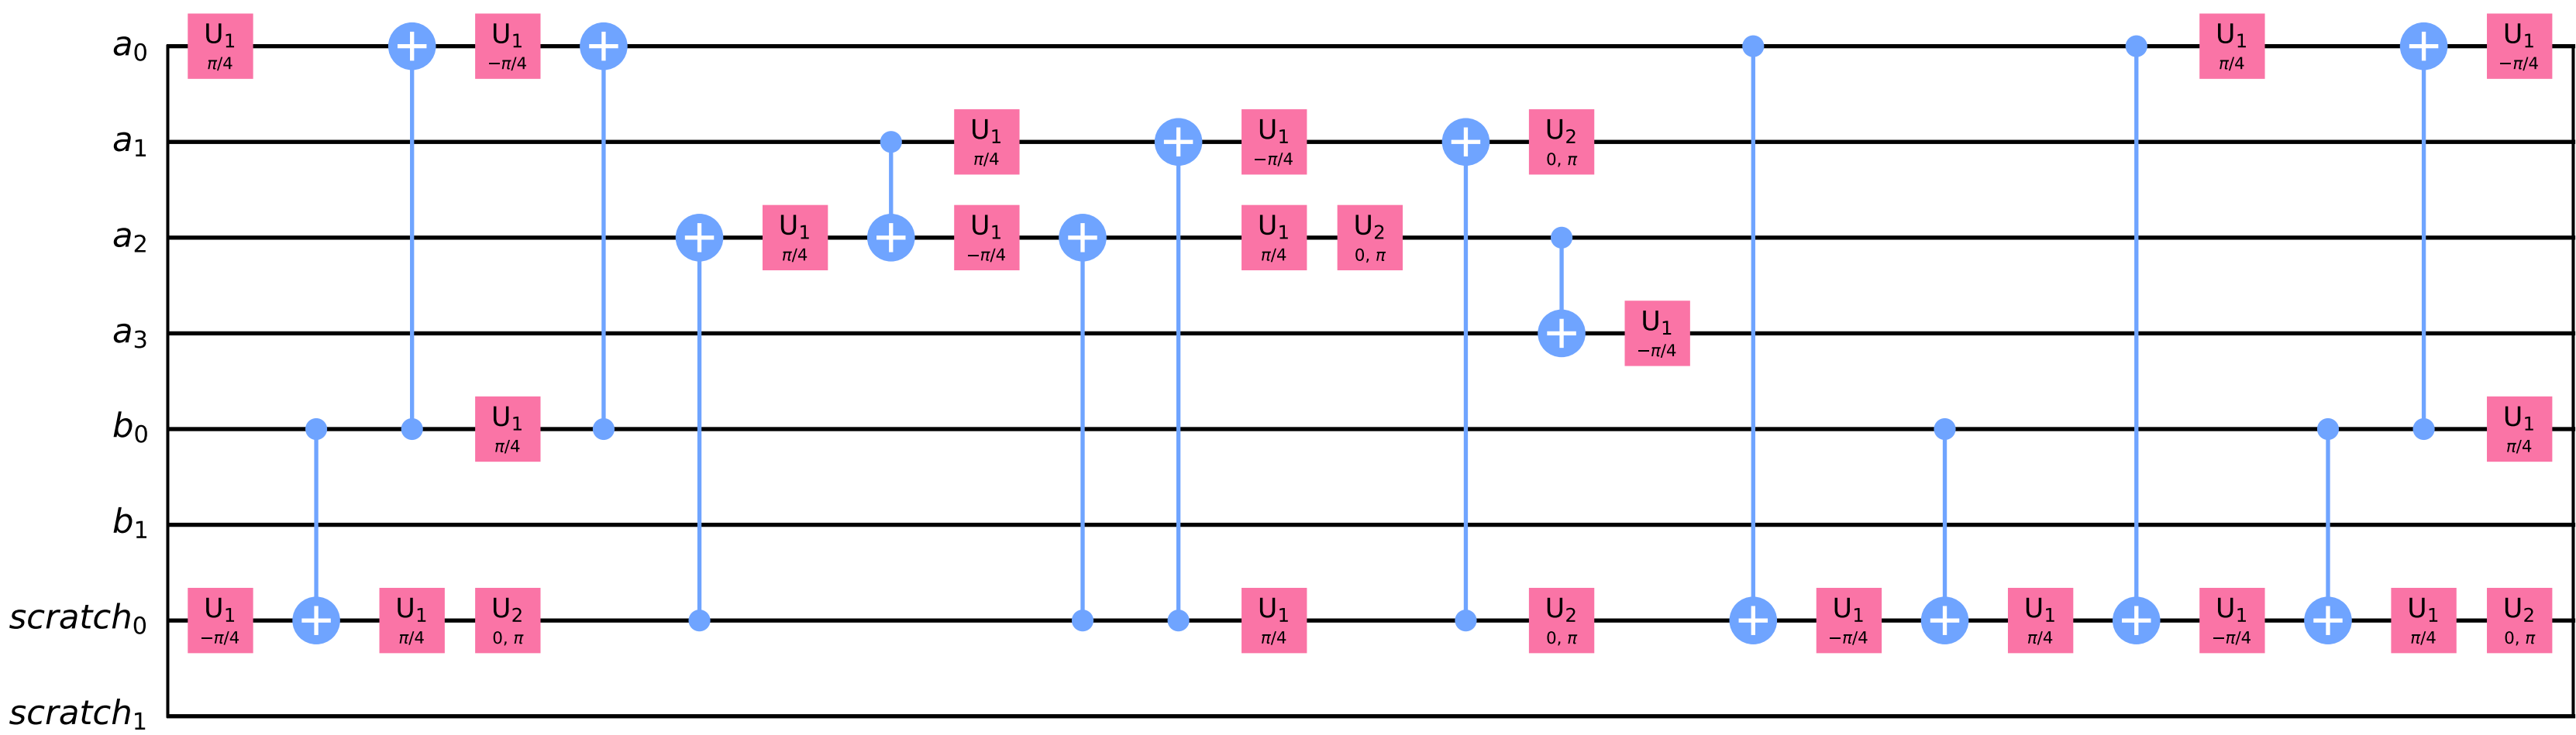 a0 U1 π/4 U1 −π/4 U1 π/4 U1 −π/4
a1 U1 π/4 U1 −π/4 U2 0, π
a2 U1 π/4 U1 −π/4 U1 π/4 U2 0, π
a3 U1 −π/4
b0 U1 π/4 U1 π/4
b1
scratch0 U1 −π/4 U1 π/4 U2 0, π U1 π/4 U2 0, π U1 −π/4 U1 π/4 U1 −π/4 U1 π/4 U2 0, π
scratch1